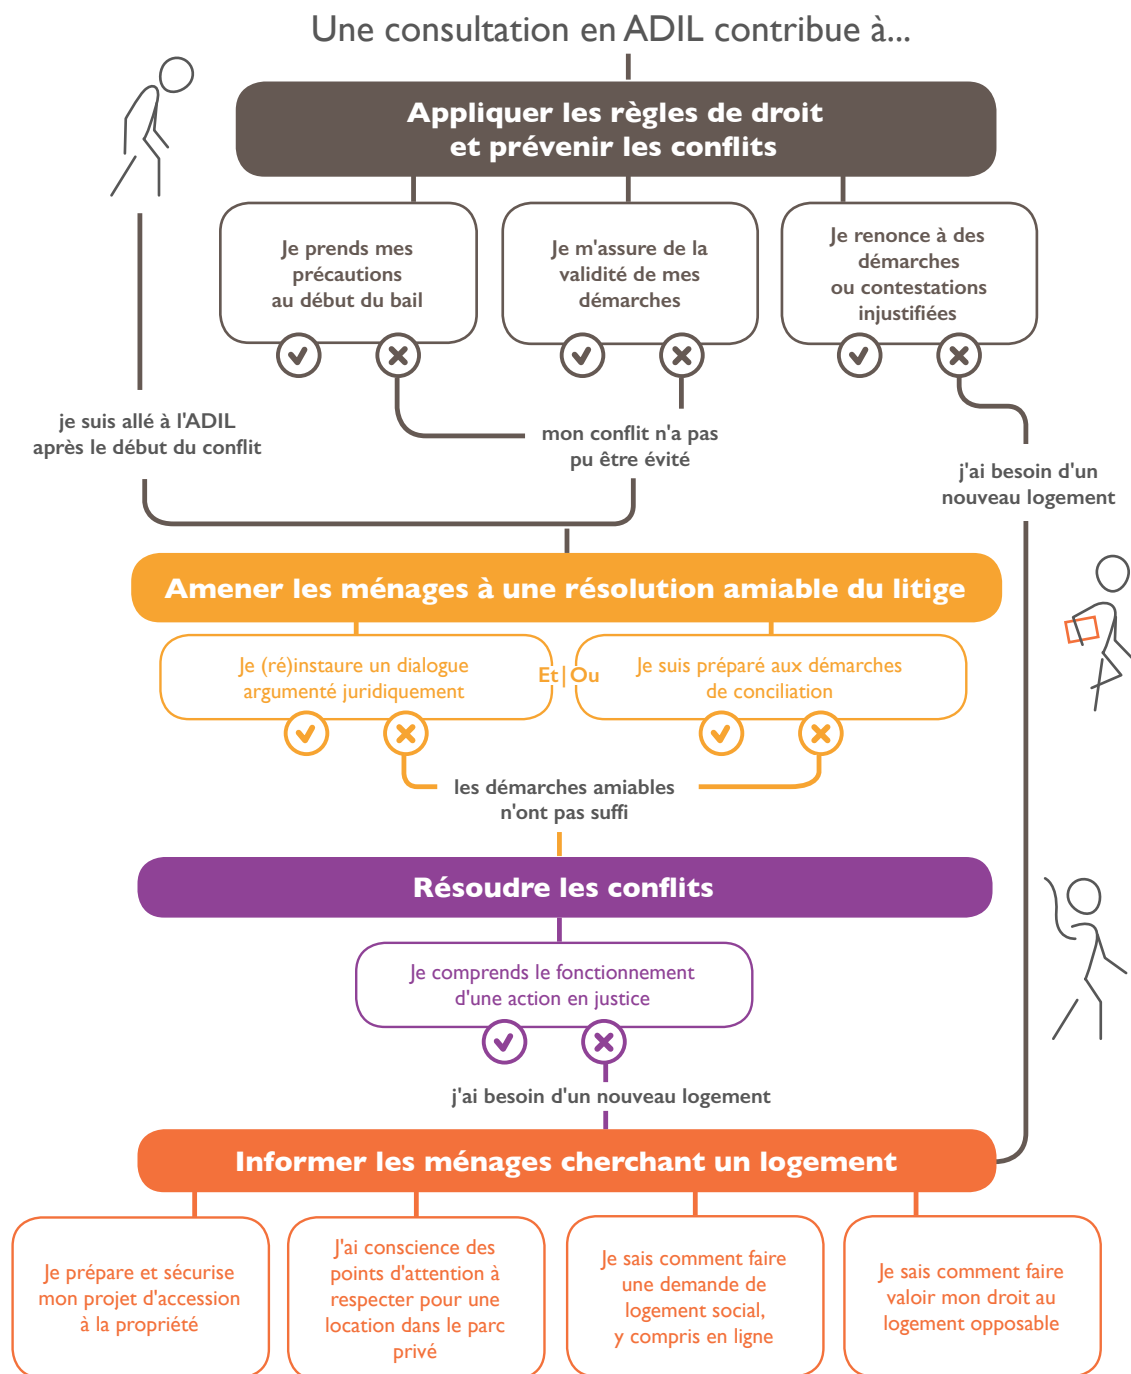 Une consultation en ADIL contribue à...
Appliquer les règles de droit
et prévenir les conflits
Je prends mes
précautions
au début du bail
Je m'assure de la
validité de mes
démarches
Je renonce à des
démarches
ou contestations
injustifiées
je suis allé à l'ADIL
après le début du conflit
mon conflit n'a pas
pu être évité
j'ai besoin d'un
nouveau logement
Amener les ménages à une résolution amiable du litige
Je (ré)instaure un dialogue
argumenté juridiquement
Et|Ou
Je suis préparé aux démarches
de conciliation
les démarches amiables
n'ont pas suffi
Résoudre les conflits
Je comprends le fonctionnement
d'une action en justice
j'ai besoin d'un nouveau logement
Informer les ménages cherchant un logement
Je prépare et sécurise
mon projet d'accession
à la propriété
J'ai conscience des
points d'attention à
respecter pour une
location dans le parc
privé
Je sais comment faire
une demande de
logement social,
y compris en ligne
Je sais comment faire
valoir mon droit au
logement opposable